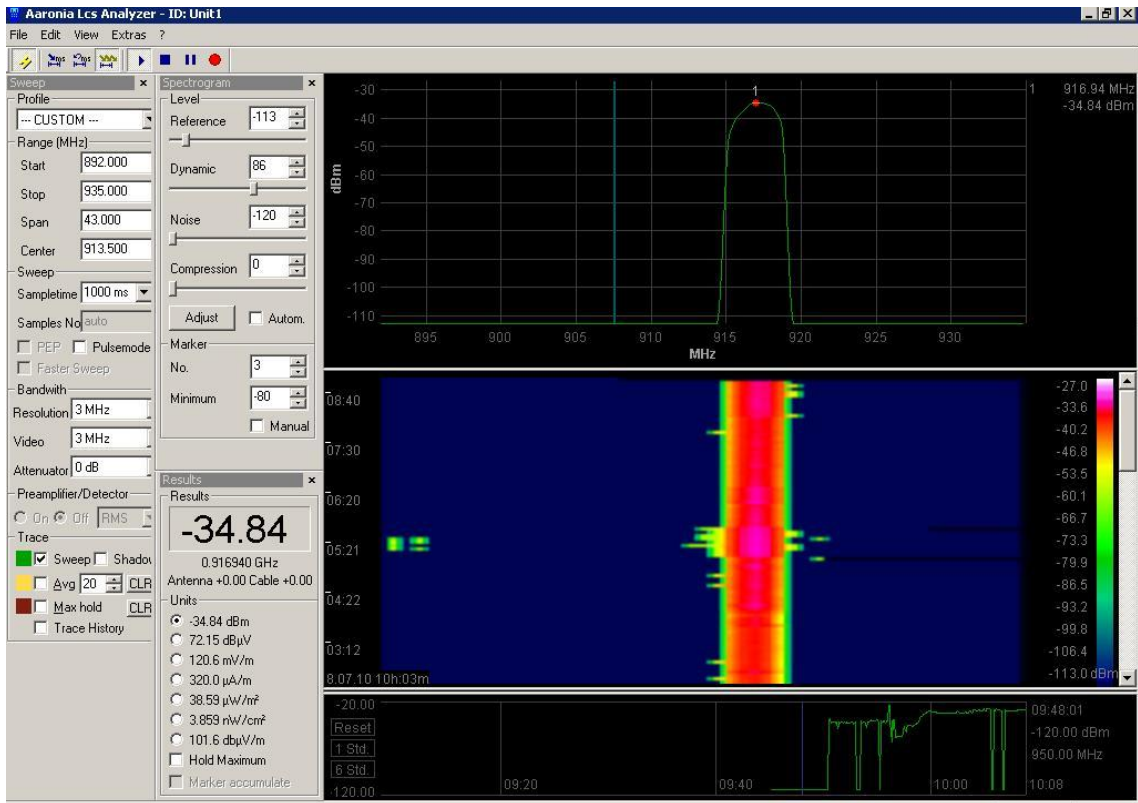 Aaronia Lcs Analyzer - ID: Unit1
File Edit View Extras ?
Sweep
Profile
--- CUSTOM ---
Range (MHz)
Start 892.000
Stop 935.000
Span 43.000
Center 913.500
Sweep
Sampletime 1000 ms
Samples No auto
PEP Pulsemode
Faster Sweep
Bandwith
Resolution 3 MHz
Video 3 MHz
Attenuator 0 dB
Preamplifier/Detector
On Off RMS
Trace
Sweep Shadow
Avg 20 CLR
Max hold CLR
Trace History
Spectrogram
Level
Reference -113
Dynamic 86
Noise -120
Compression 0
Adjust Autom.
Marker
No. 3
Minimum -80
Manual
Results
Results
-34.84
0.916940 GHz
Antenna +0.00 Cable +0.00
Units
-34.84 dBm
72.15 dBµV
120.6 mV/m
320.0 µA/m
38.59 µW/m²
3.859 nW/cm²
101.6 dbµV/m
Hold Maximum
Marker accumulate
1 1 916.94 MHz
-34.84 dBm
dBm
-30
-40
-50
-60
-70
-80
-90
-100
-110
895 900 905 910 915 920 925 930
MHz
08:40
07:30
06:20
05:21
04:22
03:12
8.07.10 10h:03m
-27.0
-33.6
-40.2
-46.8
-53.5
-60.1
-66.7
-73.3
-79.9
-86.5
-93.2
-99.8
-106.4
-113.0 dBm
-20.00
Reset
1 Std.
6 Std.
-120.00
09:20 09:40 10:00 10:08
09:48:01
-120.00 dBm
950.00 MHz